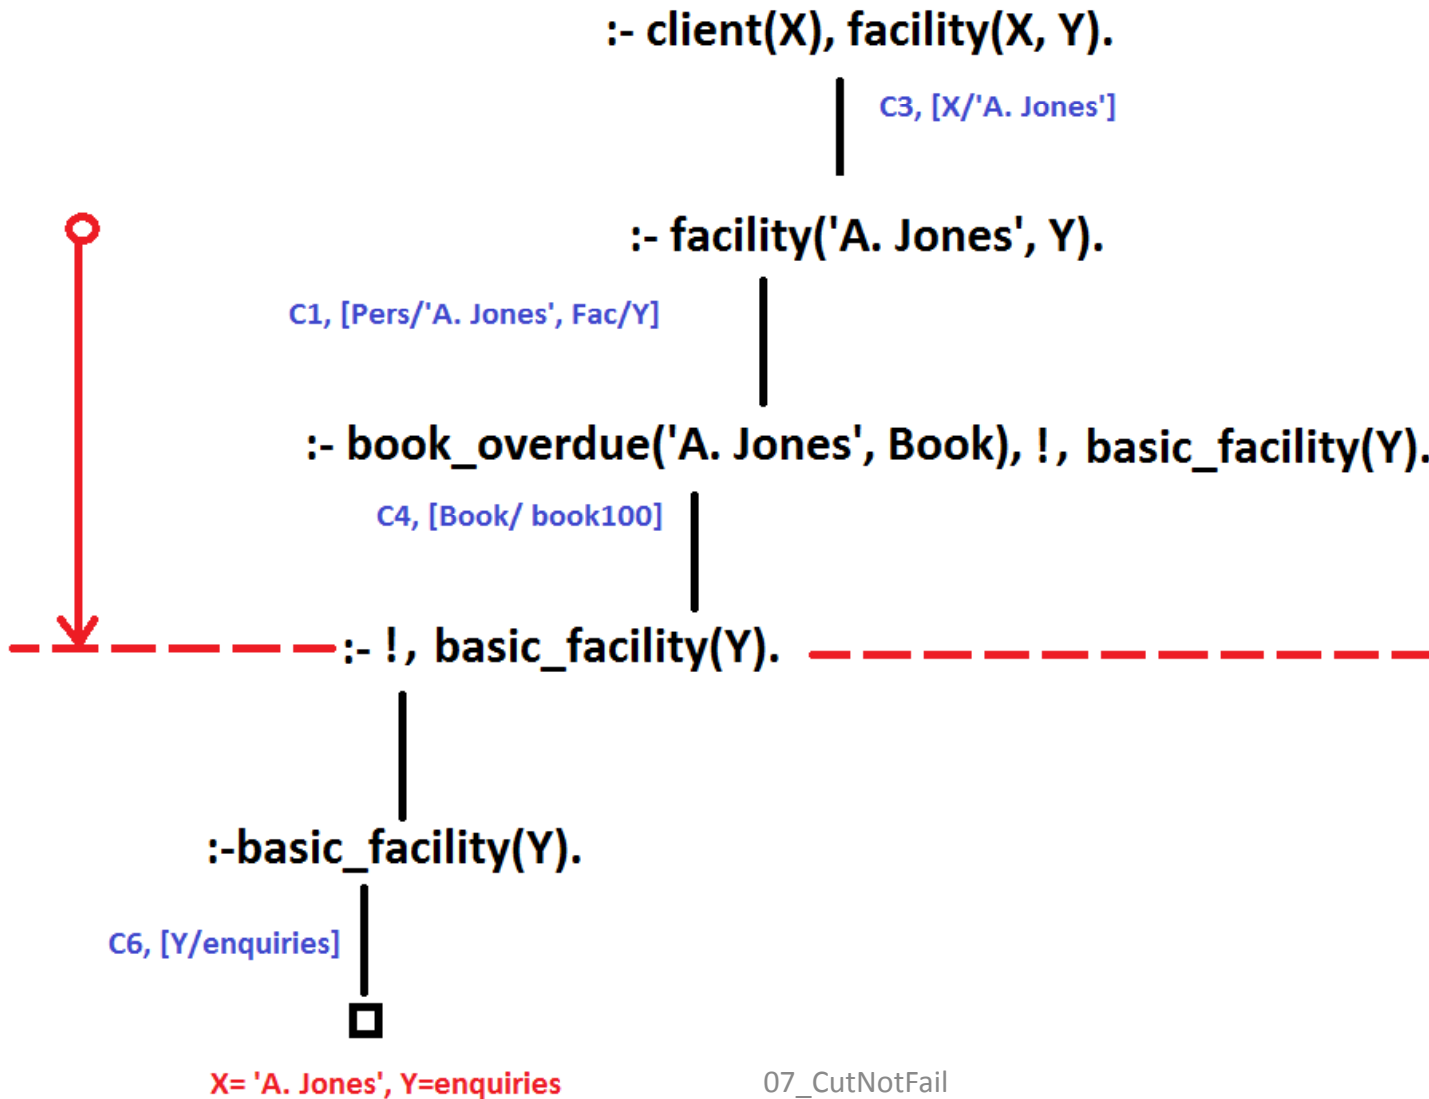 :- client(X), facility(X, Y).
C3, [X/'A. Jones']
:- facility('A. Jones', Y).
C1, [Pers/'A. Jones', Fac/Y]
:- book_overdue('A. Jones', Book), !, basic_facility(Y).
C4, [Book/ book100]
:- !, basic_facility(Y).
:-basic_facility(Y).
C6, [Y/enquiries]
X= 'A. Jones', Y=enquiries
07_CutNotFail